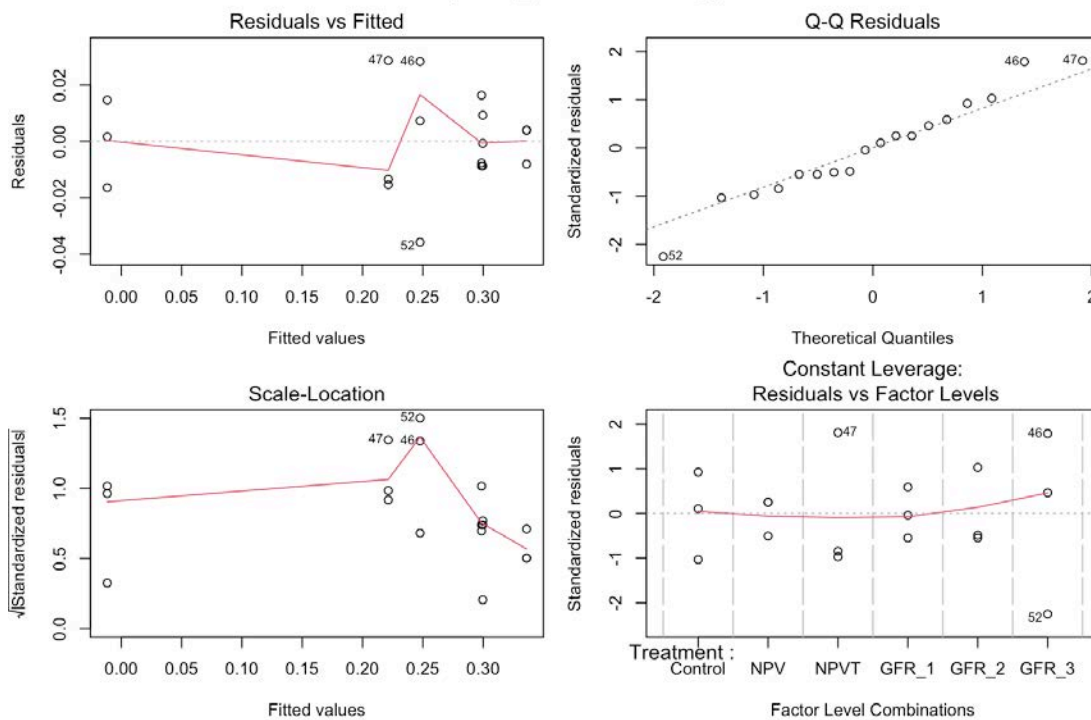 Residuals vs Fitted
Residuals
0.02
0.00
-0.02
-0.04
47
46
52
0.00 0.05 0.10 0.15 0.20 0.25 0.30
Fitted values
Q-Q Residuals
Standardized residuals
2
1
0
-1
-2
46
47
52
-2 -1 0 1 2
Theoretical Quantiles
Scale-Location
√|Standardized residuals|
1.5
1.0
0.5
0.0
52
47
46
0.00 0.05 0.10 0.15 0.20 0.25 0.30
Fitted values
Constant Leverage:
Residuals vs Factor Levels
Standardized residuals
2
1
0
-1
-2
47
46
52
Treatment :
Control NPV NPVT GFR_1 GFR_2 GFR_3
Factor Level Combinations